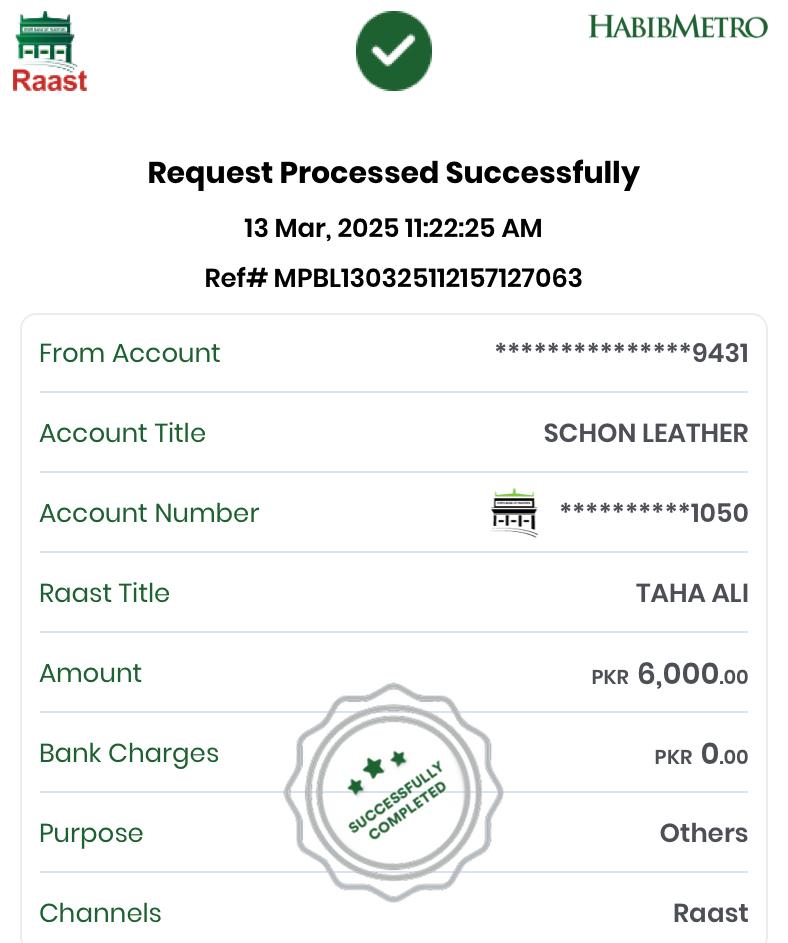 Raast
HABIBMETRO
Request Processed Successfully
13 Mar, 2025 11:22:25 AM
Ref# MPBL130325112157127063
From Account ***************9431
Account Title SCHON LEATHER
Account Number **********1050
Raast Title TAHA ALI
Amount PKR 6,000.00
Bank Charges PKR 0.00
SUCCESSFULLY
COMPLETED
Purpose Others
Channels Raast